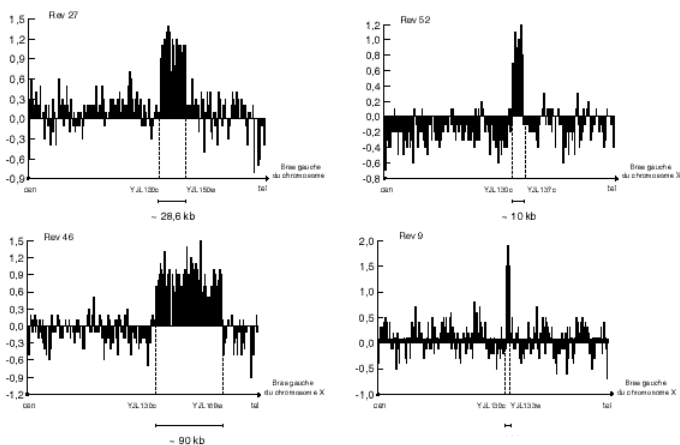 Rev 27
1,5
1,2
0,9
0,6
0,3
0,0
-0,3
-0,6
-0,9
Bras gauche
du chromosome X
cen YJL130c YJL150w tel
~ 28,6 kb
Rev 52
1,2
1,0
0,8
0,6
0,4
0,2
0,0
-0,2
-0,4
-0,6
-0,8
Bras gauche
du chromosome X
cen YJL139c YJL137c tel
~ 10 kb
Rev 46
1,5
1,2
0,9
0,6
0,3
0,0
-0,3
-0,6
-0,9
-1,2
Bras gauche
du chromosome X
cen YJL130c YJL189w tel
~ 90 kb
Rev 9
2,0
1,5
1,0
0,5
0,0
-0,5
-1,0
Bras gauche
du chromosome X
cen YJL130c YJL133w tel